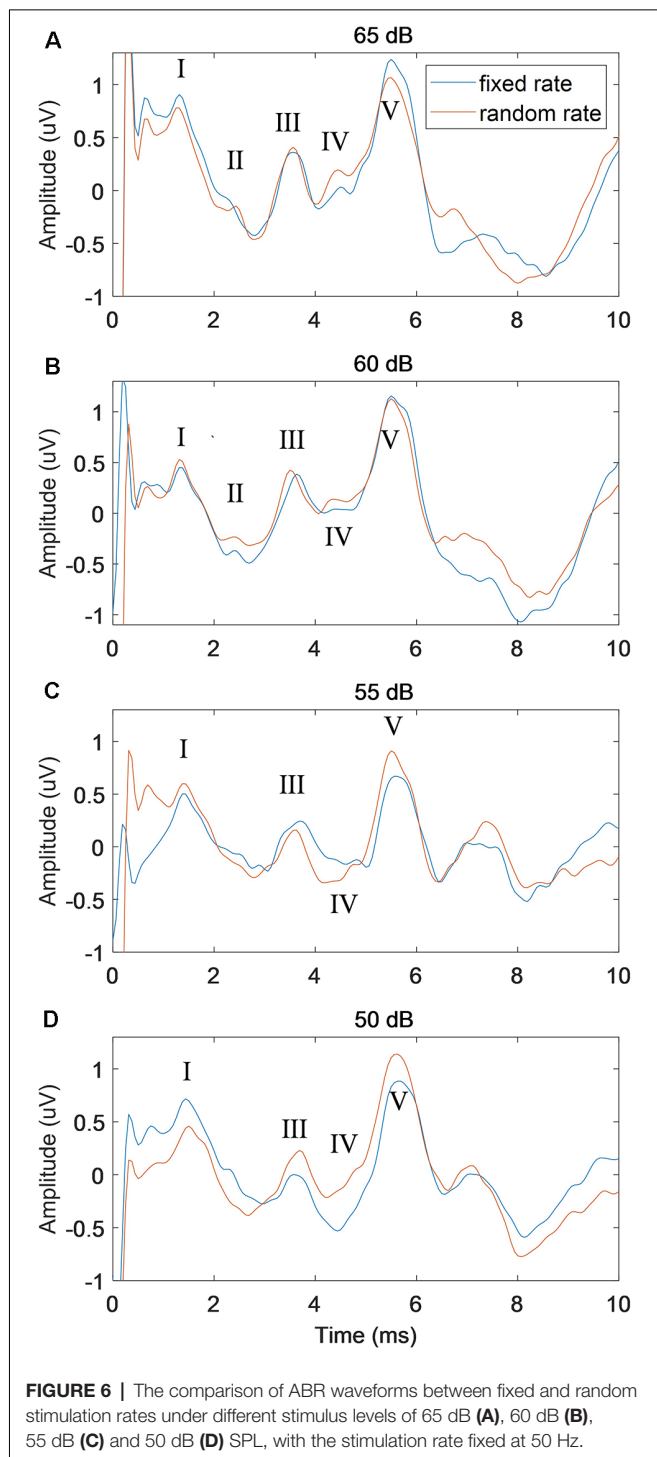 A
65 dB
I
II
III
IV
V
fixed rate
random rate
Amplitude (uV)
1
0.5
0
-0.5
-1
0 2 4 6 8 10
B
60 dB
I
II
III
IV
V
Amplitude (uV)
1
0.5
0
-0.5
-1
0 2 4 6 8 10
C
55 dB
I
III
IV
V
Amplitude (uV)
1
0.5
0
-0.5
-1
0 2 4 6 8 10
D
50 dB
I
III
IV
V
Amplitude (uV)
1
0.5
0
-0.5
-1
0 2 4 6 8 10
Time (ms)
FIGURE 6 | The comparison of ABR waveforms between fixed and random
stimulation rates under different stimulus levels of 65 dB (A), 60 dB (B),
55 dB (C) and 50 dB (D) SPL, with the stimulation rate fixed at 50 Hz.